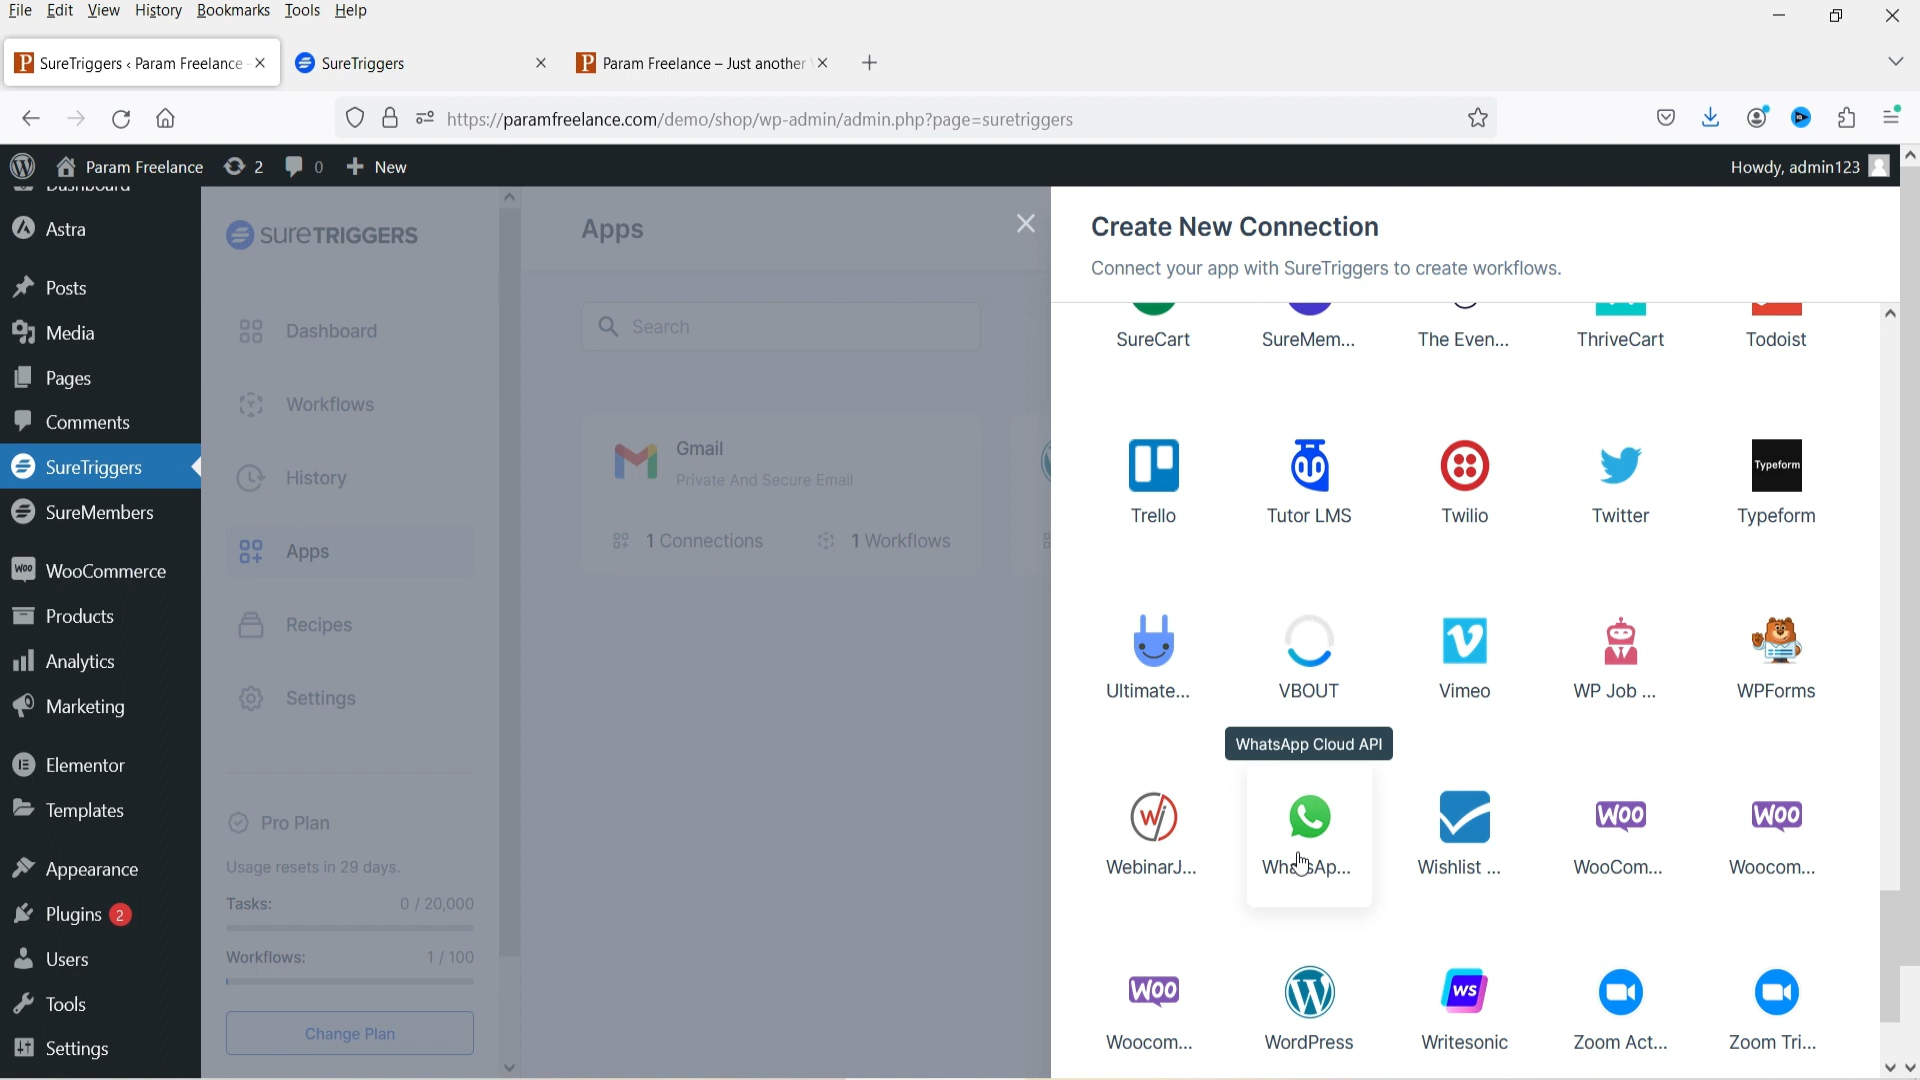 File Edit View History Bookmarks Tools Help
SureTriggers ‹ Param Freelance
SureTriggers
Param Freelance – Just another
https://paramfreelance.com/demo/shop/wp-admin/admin.php?page=suretriggers
Param Freelance 2 0 New
Howdy, admin123
Dashboard
Astra
Posts
Media
Pages
Comments
SureTriggers
SureMembers
WooCommerce
Products
Analytics
Marketing
Elementor
Templates
Appearance
Plugins 2
Users
Tools
Settings
SURETRIGGERS
Dashboard
Workflows
History
Apps
Recipes
Settings
Pro Plan
Usage resets in 29 days.
Tasks: 0 / 20,000
Workflows: 1 / 100
Change Plan
Apps
Search
Gmail
Private And Secure Email
1 Connections 1 Workflows
Create New Connection
Connect your app with SureTriggers to create workflows.
SureCart SureMem... The Even... ThriveCart Todoist
Typeform
Trello Tutor LMS Twilio Twitter Typeform
Ultimate... VBOUT Vimeo WP Job ... WPForms
WhatsApp Cloud API
WOO WOO
WebinarJ... WhatsAp... Wishlist ... WooCom... Woocom...
WOO WS
Woocom... WordPress Writesonic Zoom Act... Zoom Tri...